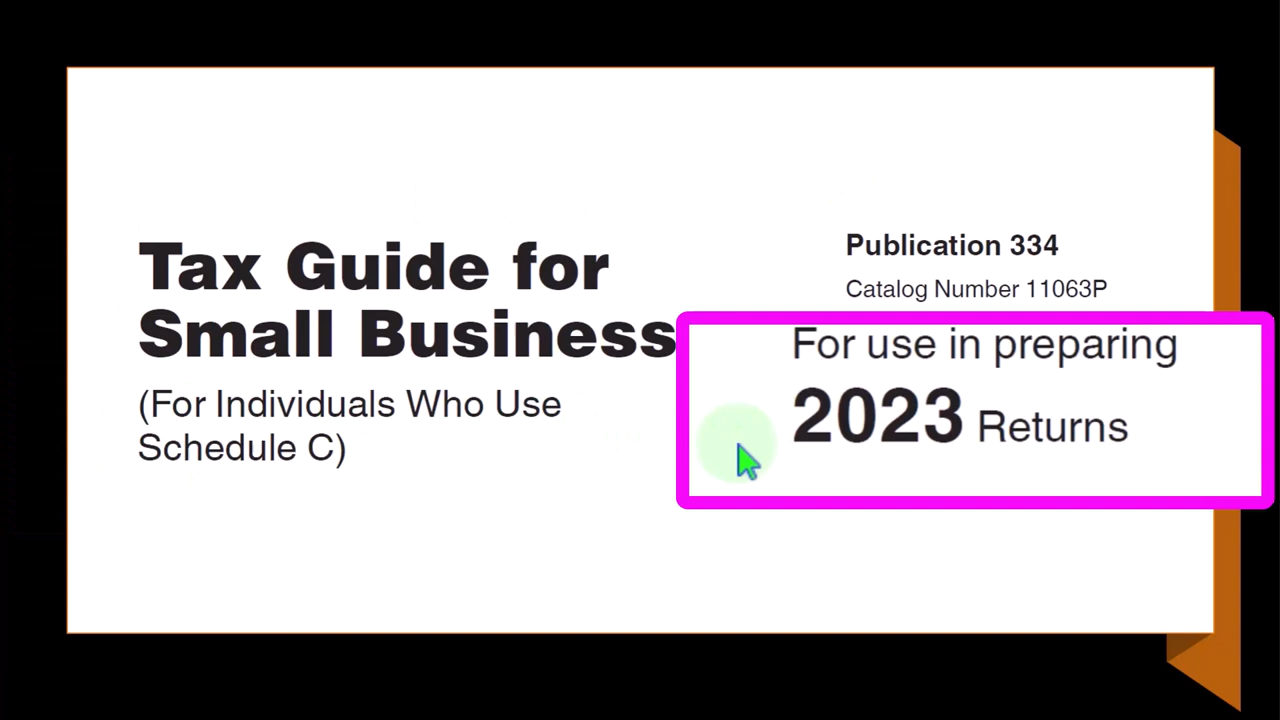 Tax Guide for
Small Business
(For Individuals Who Use
Schedule C)
Publication 334
Catalog Number 11063P
For use in preparing
2023 Returns